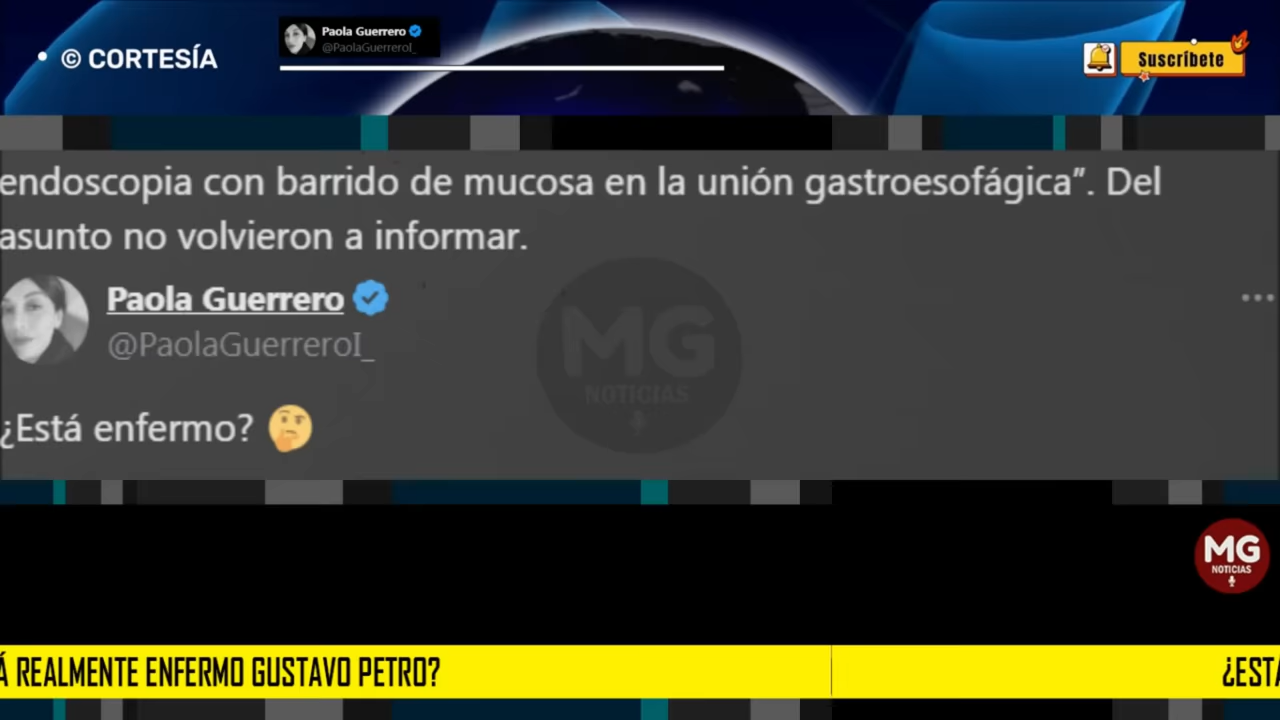 © CORTESÍA
Paola Guerrero
@PaolaGuerreroI_
Suscríbete
endoscopia con barrido de mucosa en la unión gastroesofágica”. Del
asunto no volvieron a informar.
Paola Guerrero
@PaolaGuerreroI_
MG
NOTICIAS
¿Está enfermo? 🤔
MG
NOTICIAS
Á REALMENTE ENFERMO GUSTAVO PETRO?
¿ESTÁ